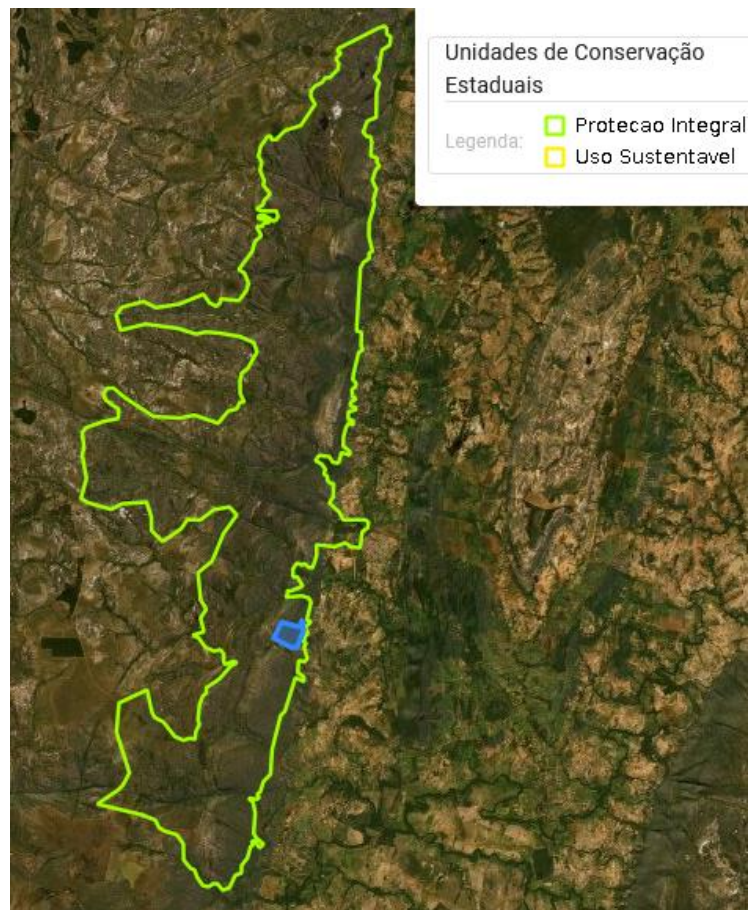 Unidades de Conservação
Estaduais
Legenda:
Protecao Integral
Uso Sustentavel